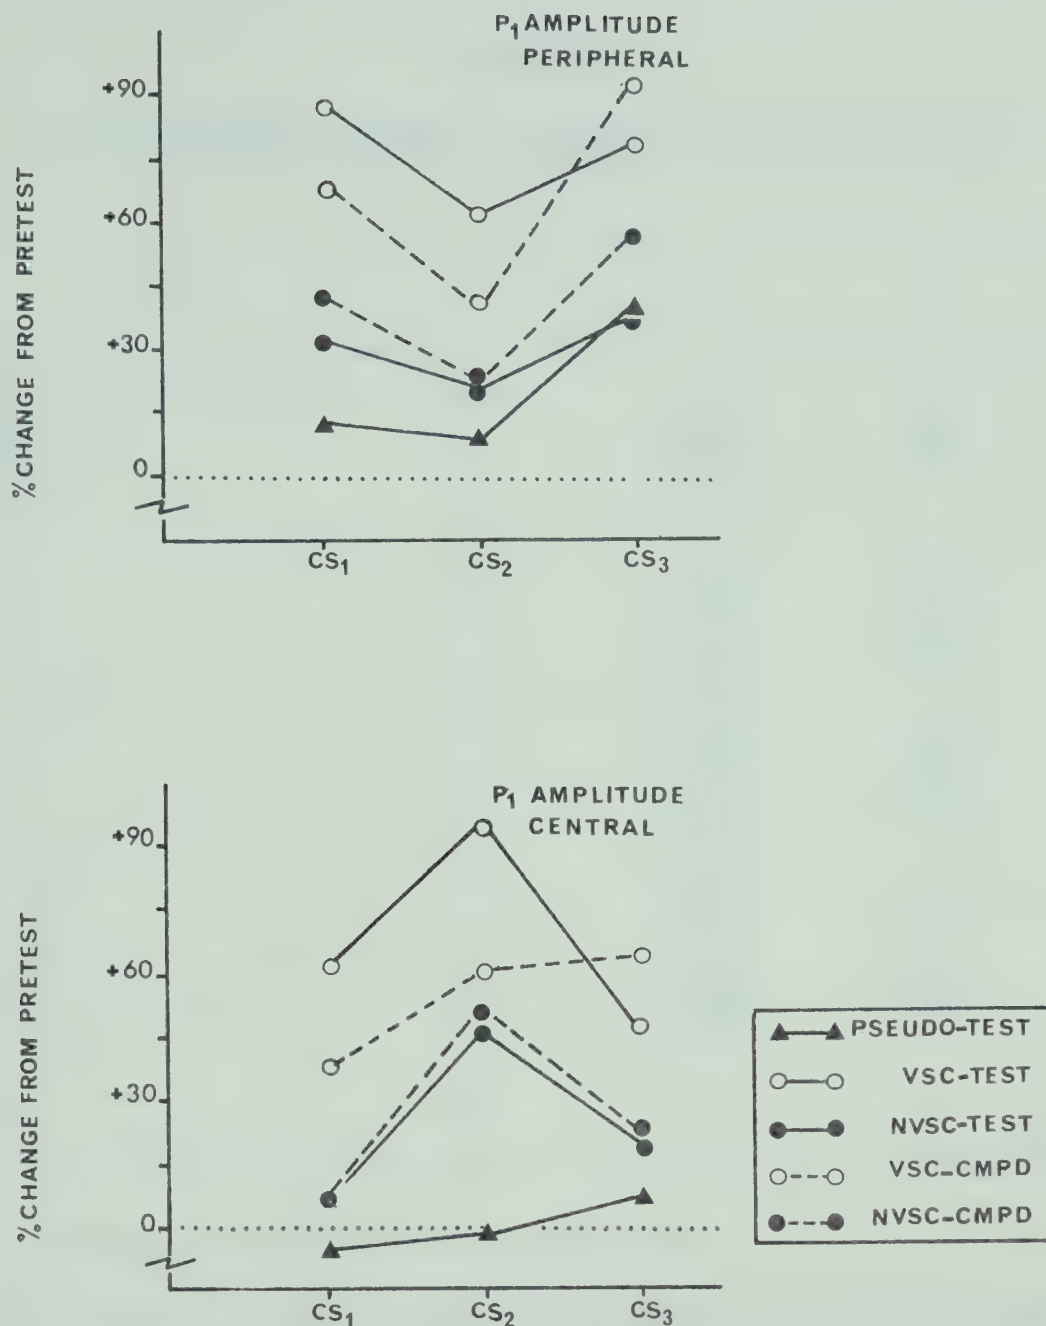 P₁ AMPLITUDE
PERIPHERAL
% CHANGE FROM PRETEST
+90
+60
+30
0
CS₁ CS₂ CS₃
P₁ AMPLITUDE
CENTRAL
% CHANGE FROM PRETEST
+90
+60
+30
0
CS₁ CS₂ CS₃
PSEUDO-TEST
VSC-TEST
NVSC-TEST
VSC-CMPD
NVSC-CMPD